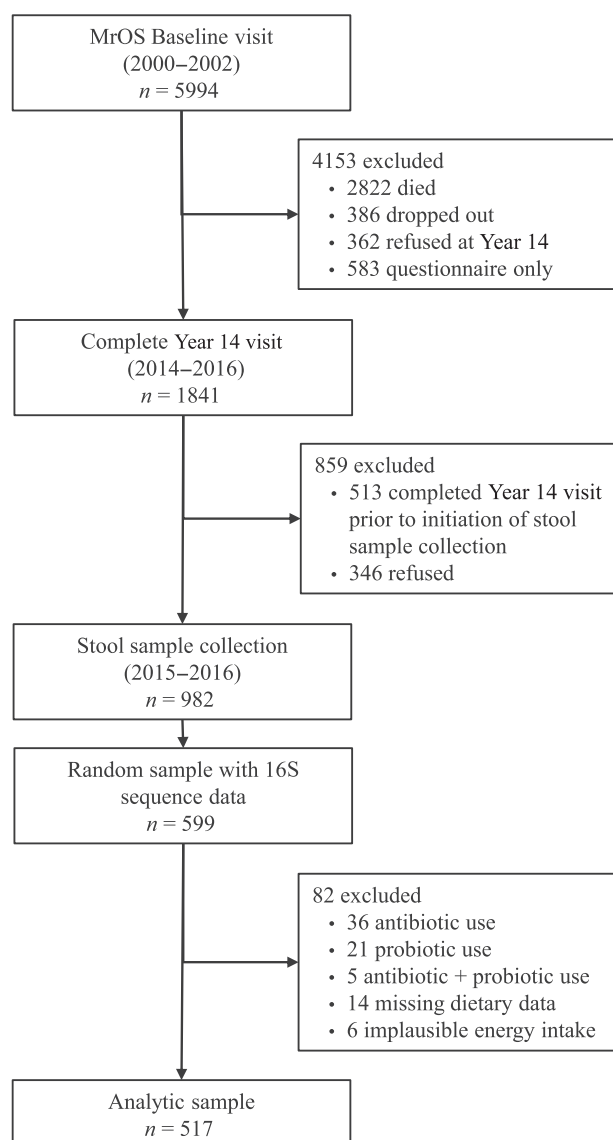 MrOS Baseline visit
(2000–2002)
n = 5994
4153 excluded
• 2822 died
• 386 dropped out
• 362 refused at Year 14
• 583 questionnaire only
Complete Year 14 visit
(2014–2016)
n = 1841
859 excluded
• 513 completed Year 14 visit
prior to initiation of stool
sample collection
• 346 refused
Stool sample collection
(2015–2016)
n = 982
Random sample with 16S
sequence data
n = 599
82 excluded
• 36 antibiotic use
• 21 probiotic use
• 5 antibiotic + probiotic use
• 14 missing dietary data
• 6 implausible energy intake
Analytic sample
n = 517